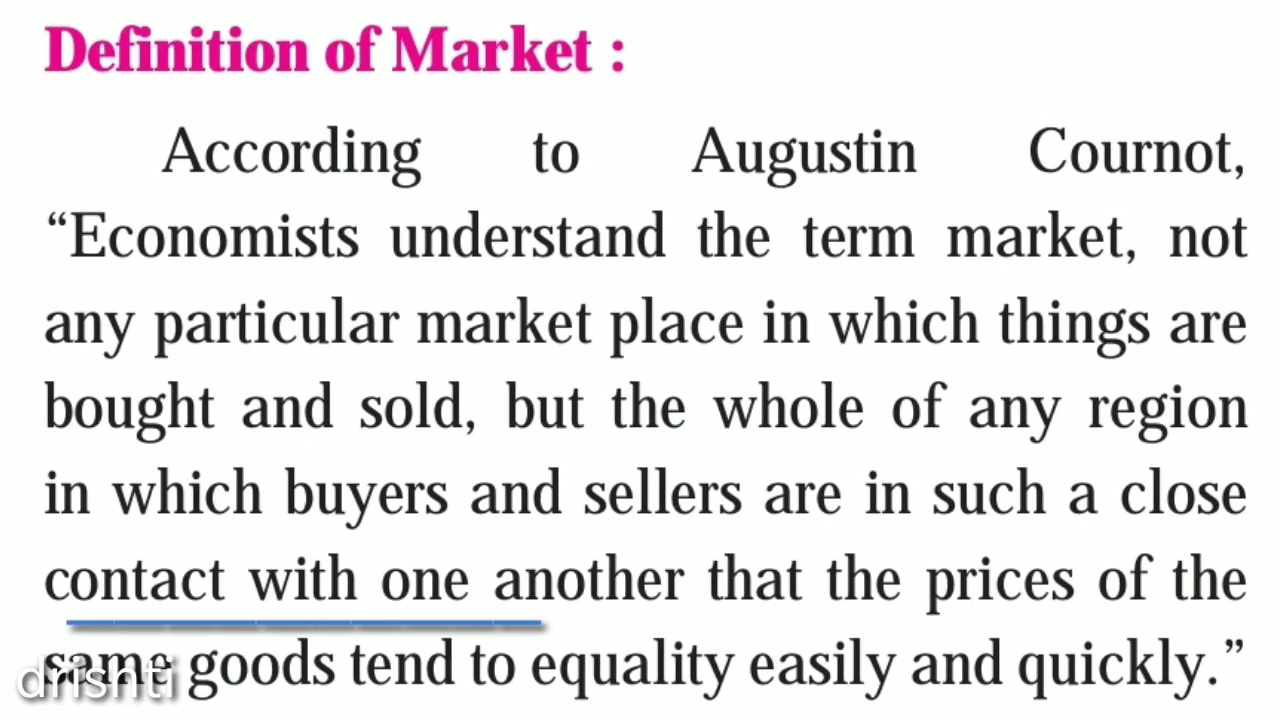 Definition of Market :
According to Augustin Cournot,
“Economists understand the term market, not
any particular market place in which things are
bought and sold, but the whole of any region
in which buyers and sellers are in such a close
contact with one another that the prices of the
same goods tend to equality easily and quickly.”
drishti